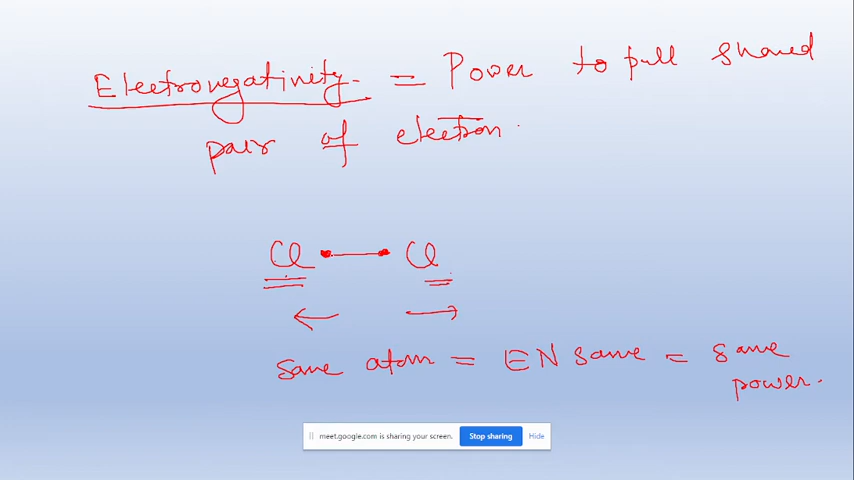 Electronegativity = Power to pull shared
pair of electron.
Cl — Cl
same atom = EN same = same
power.
meet.google.com is sharing your screen. Stop sharing Hide